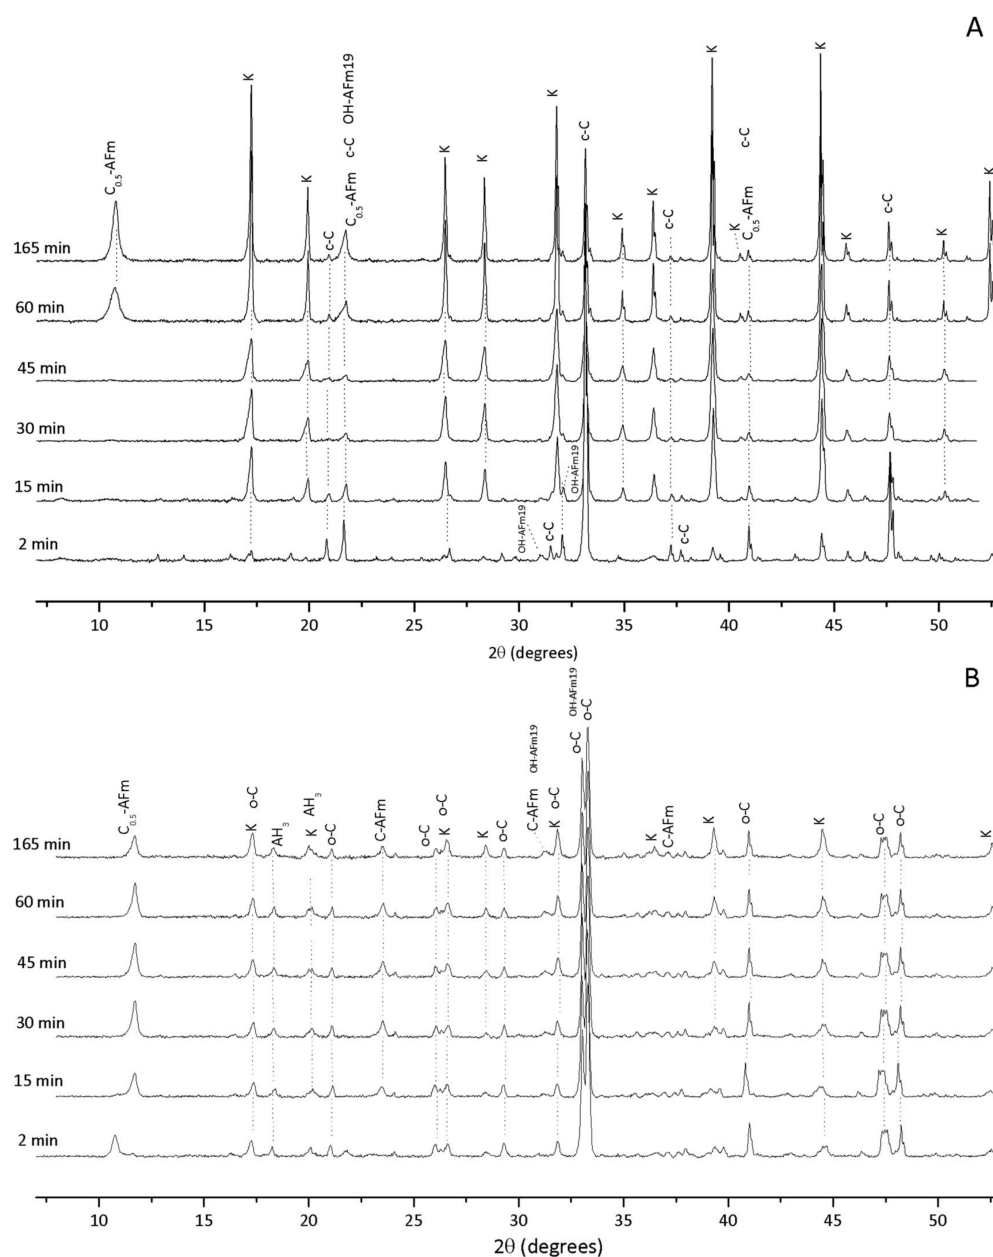 A
K
C0.5-AFm
K
c-C
C0.5-AFm c-C OH-AFm19
K
K
K
c-C
K
K
c-C
K
K
C0.5-AFm c-C
K
K
c-C
K
K
165 min
60 min
45 min
30 min
15 min
2 min
OH-AFm19
c-C
OH-AFm19
c-C
10 15 20 25 30 35 40 45 50
2θ (degrees)
B
C0.5-AFm
K o-C
AH3
K AH3
o-C
C-AFm
o-C
K o-C
K
o-C
C-AFm OH-AFm19
K o-C
o-C OH-AFm19
o-C
K
C-AFm
K
o-C
K
o-C
o-C
K
165 min
60 min
45 min
30 min
15 min
2 min
10 15 20 25 30 35 40 45 50
2θ (degrees)